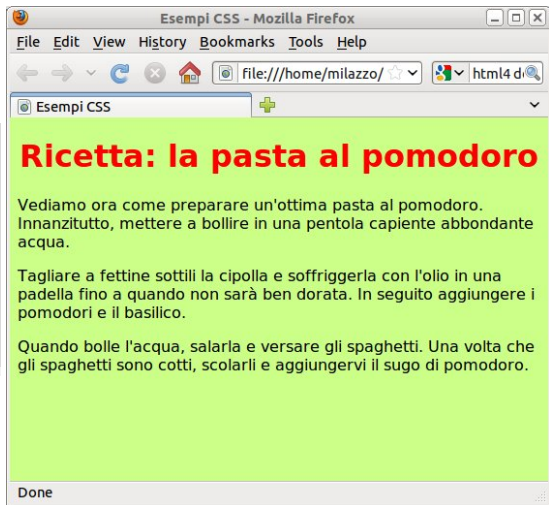 Esempi CSS - Mozilla Firefox
File Edit View History Bookmarks Tools Help
file:///home/milazzo/ html4 d
Esempi CSS
Ricetta: la pasta al pomodoro
Vediamo ora come preparare un'ottima pasta al pomodoro.
Innanzitutto, mettere a bollire in una pentola capiente abbondante
acqua.
Tagliare a fettine sottili la cipolla e soffriggerla con l'olio in una
padella fino a quando non sarà ben dorata. In seguito aggiungere i
pomodori e il basilico.
Quando bolle l'acqua, salarla e versare gli spaghetti. Una volta che
gli spaghetti sono cotti, scolarli e aggiungervi il sugo di pomodoro.
Done